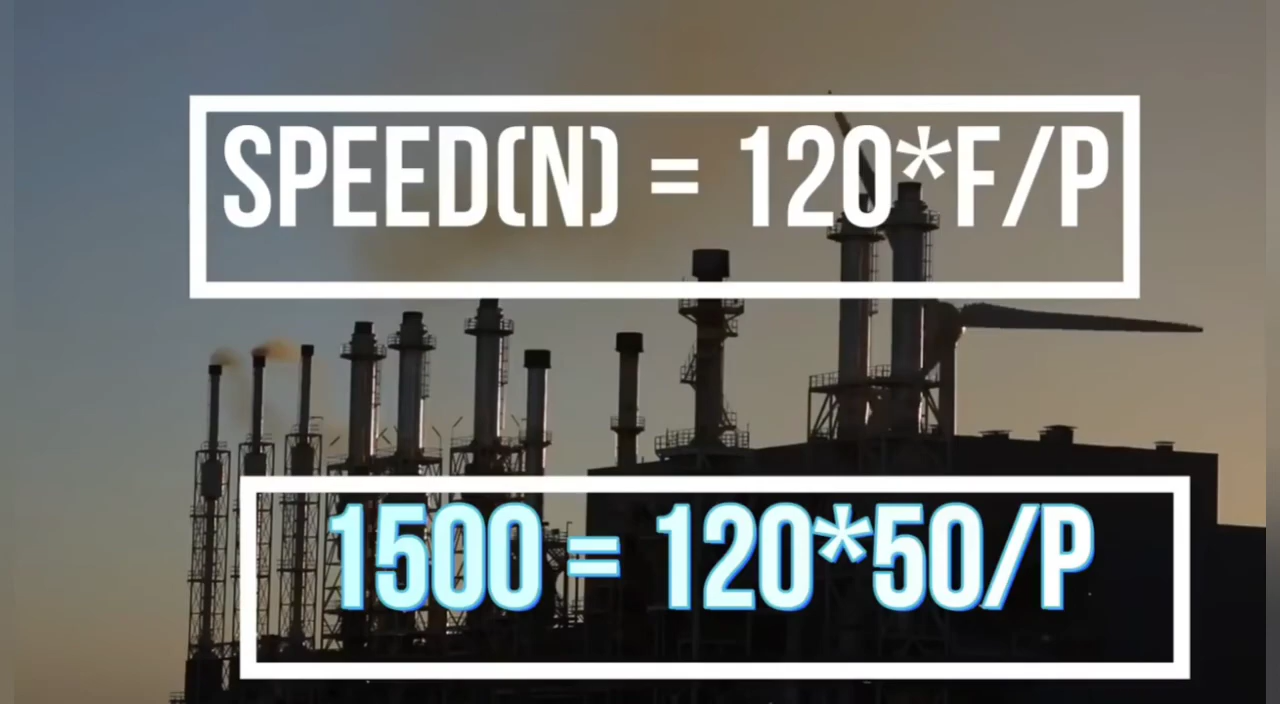 SPEED(N) = 120*F/P
1500 = 120*50/P